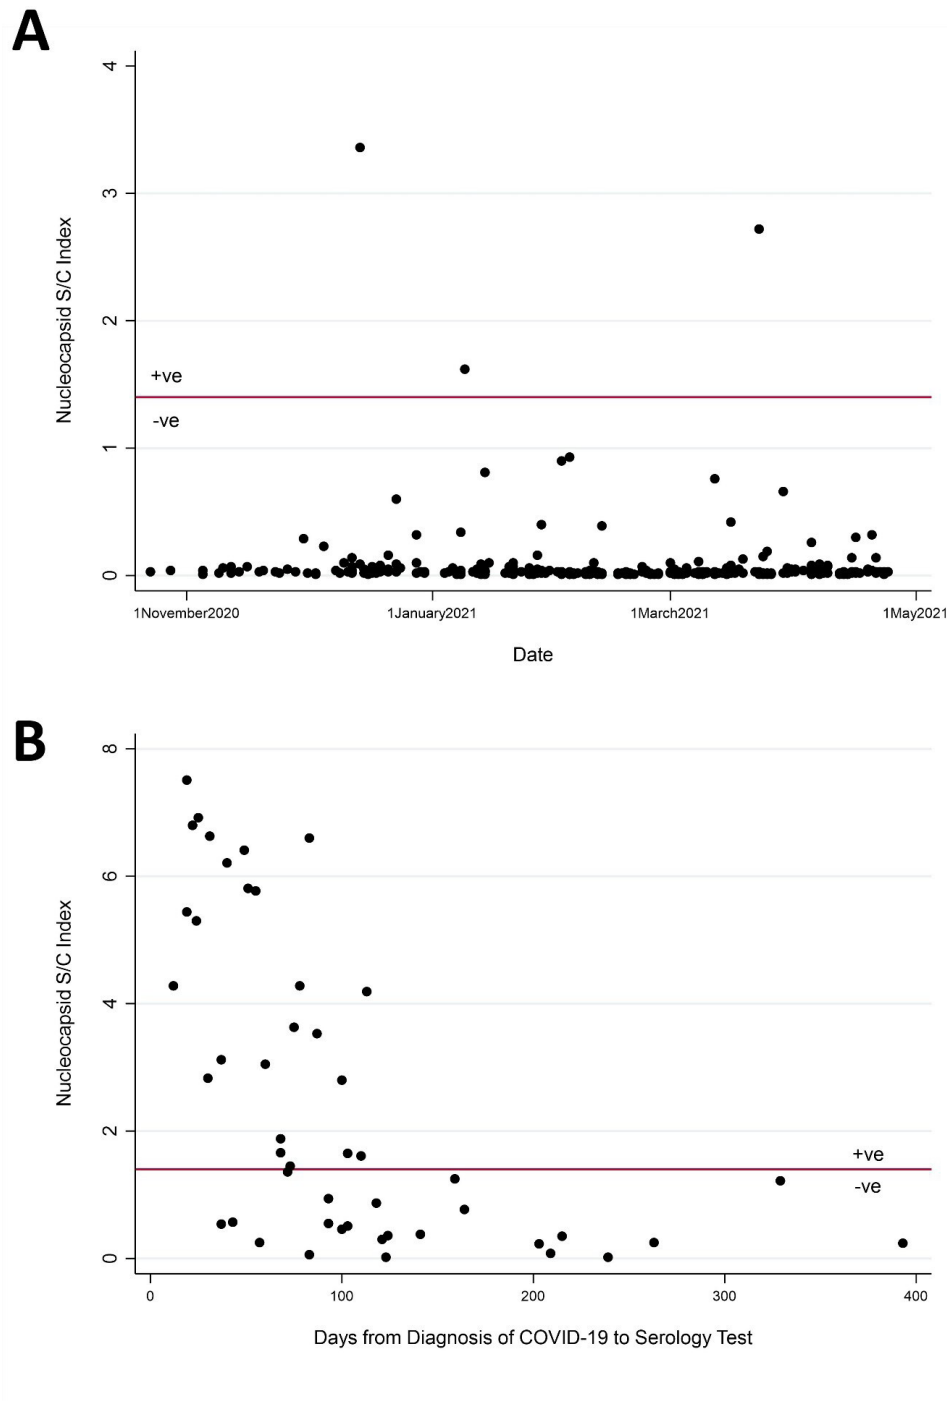 A
4
3
2
1
0
Nucleocapsid S/C Index
+ve
-ve
1November2020
1January2021
1March2021
1May2021
Date
B
8
6
4
2
0
Nucleocapsid S/C Index
+ve
-ve
0
100
200
300
400
Days from Diagnosis of COVID-19 to Serology Test